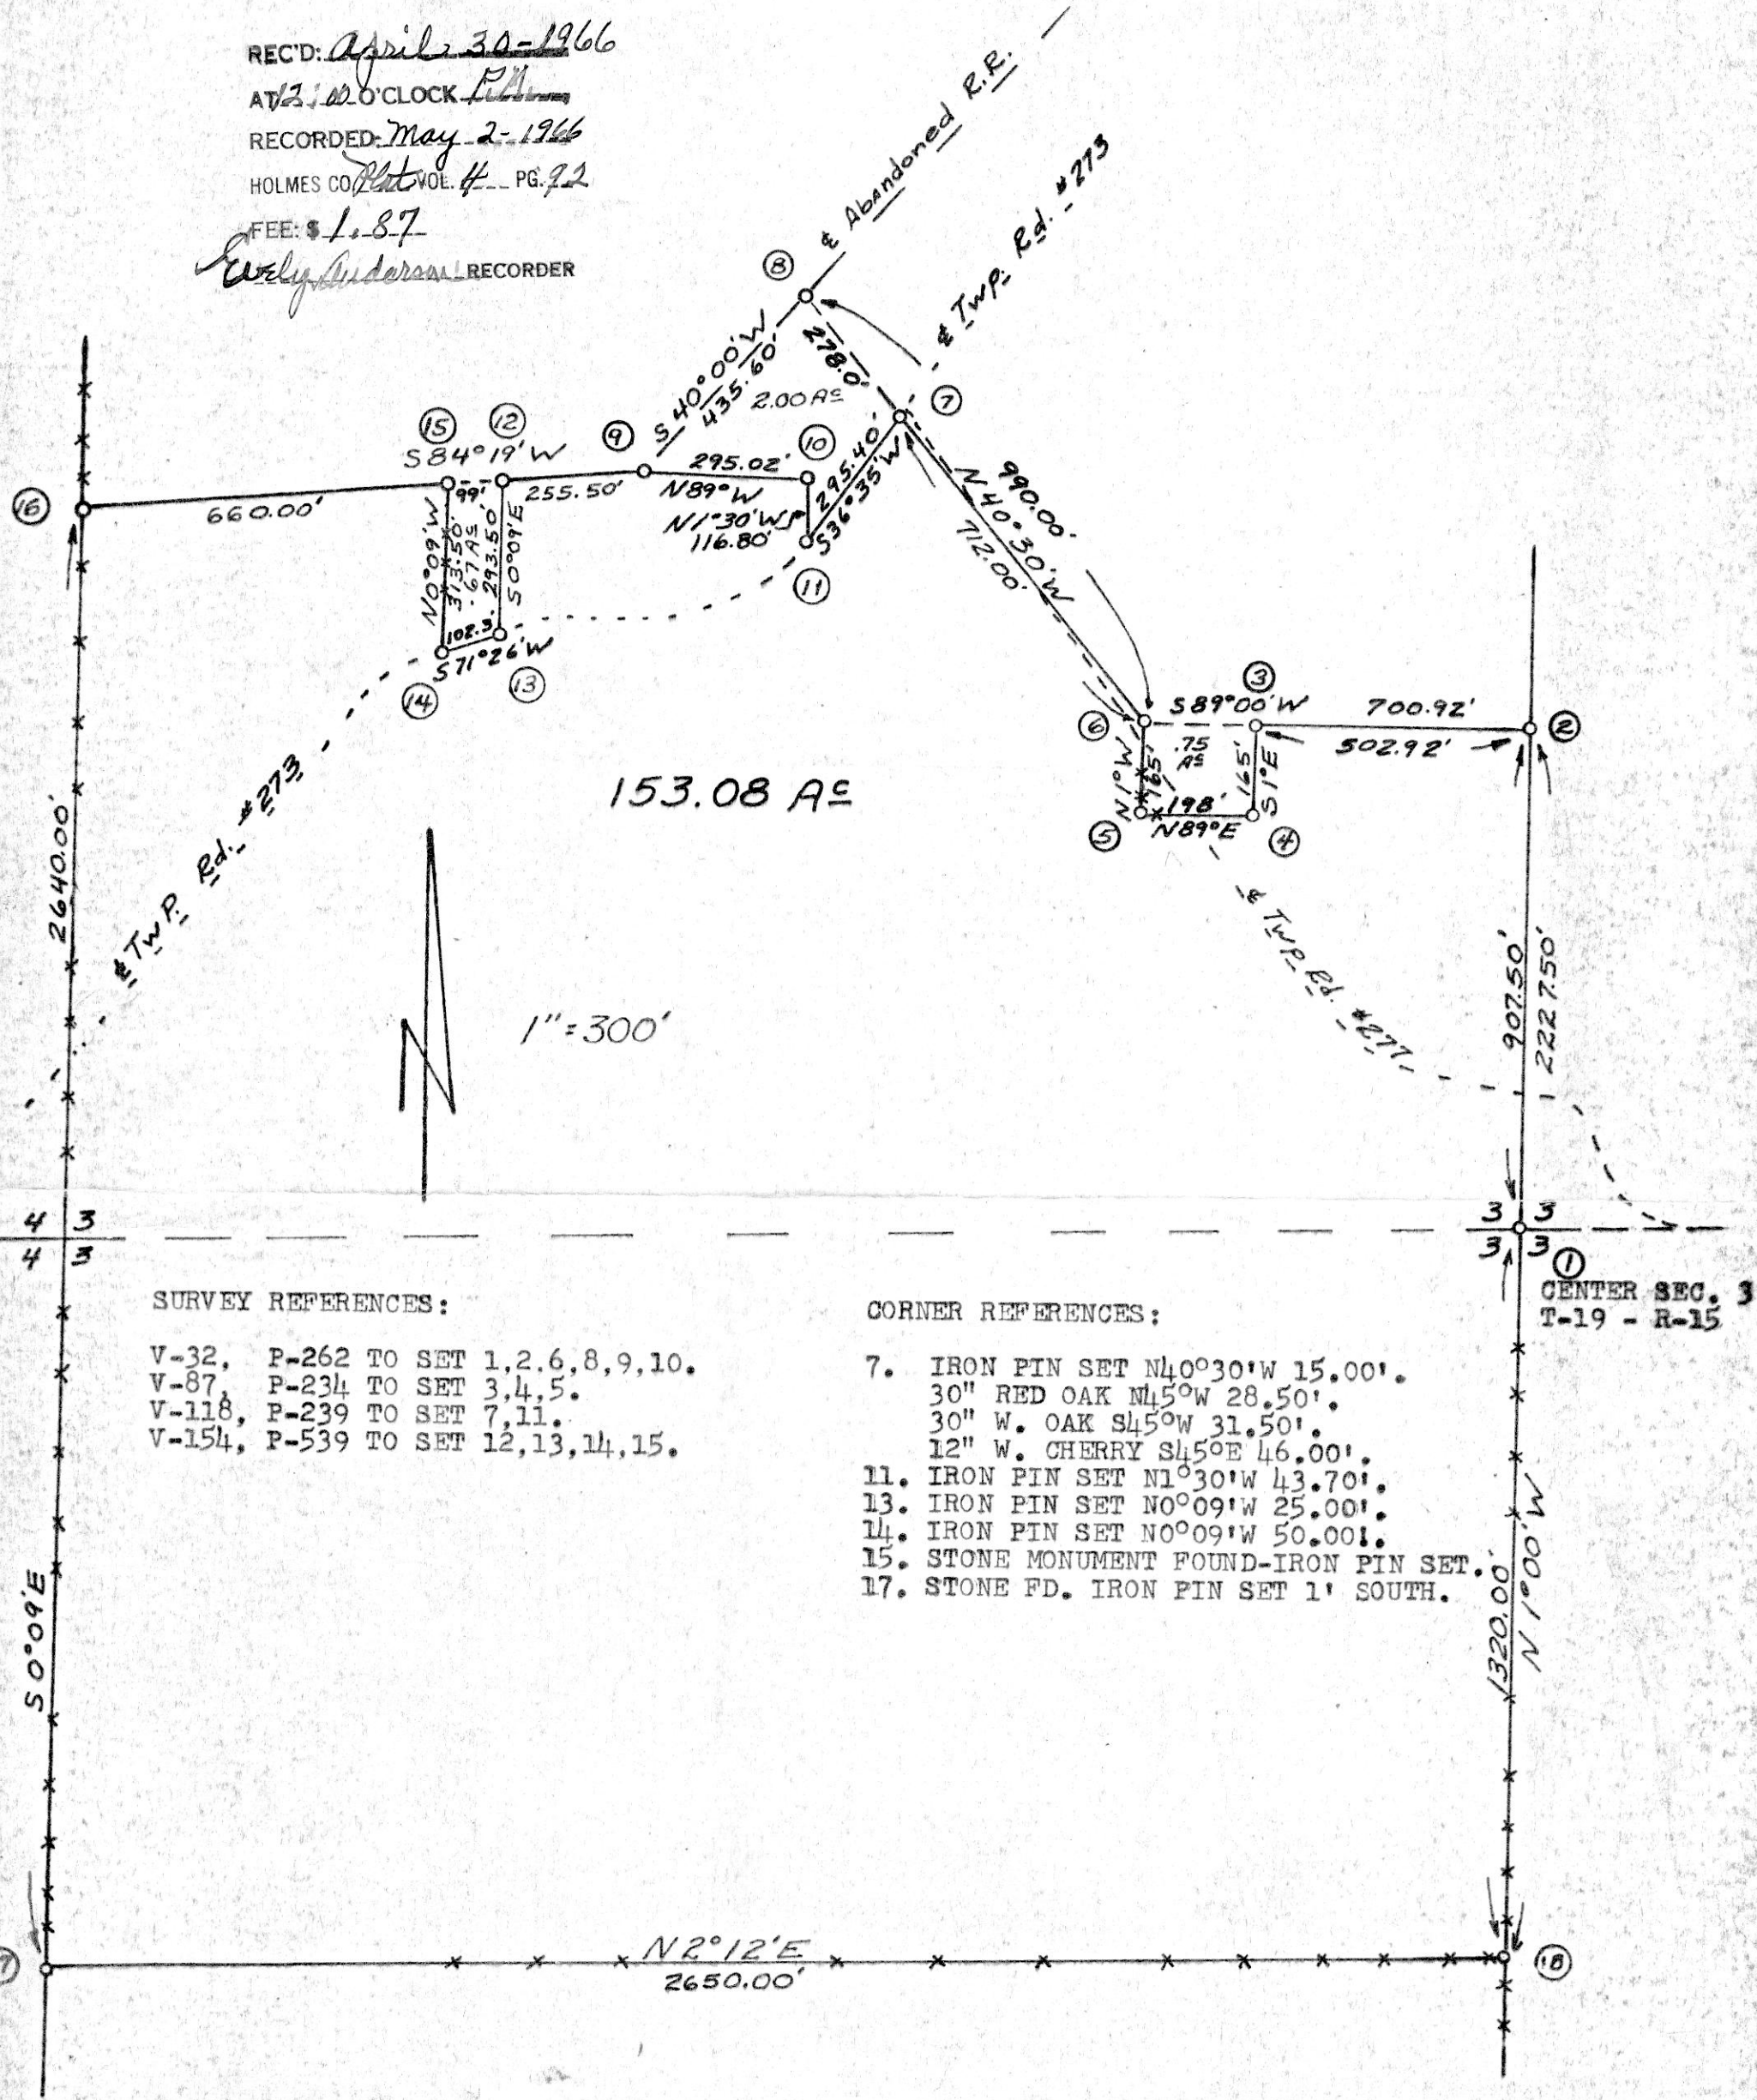 REC'D: April 30-1966
AT 12:00 O'CLOCK P.M.
RECORDED: May 2-1966
HOLMES CO. Plat VOL. 4 PG. 92
FEE: $ 1.87
Anderson RECORDER
℄ Abandoned R.R.
℄ Twp. Rd. #273
8
S 40°00' W
435.60'
278.0'
2.00 Ac
7
15
12
9
10
S 84°19' W
295.02'
295.40'
S 36°35' W
16
660.00'
99'
255.50'
N 89° W
N 1°30' W
116.80'
11
N 0°09' W
313.50'
.67 Ac
293.50'
S 0°09' E
102.3
S 71°26' W
14
13
990.00'
N 40°30' W
712.00'
3
S 89°00' W
700.92'
502.92'
2
6
N 1° W
165'
.75
Ac
165'
S 1° E
198'
N 89° E
5
4
℄ Twp. Rd. #273
153.08 Ac
2640.00'
℄ Twp. Rd. #277
907.50'
2227.50'
1"=300'
4 3
4 3
3 3
3 3
1
CENTER SEC. 3
T-19 - R-15
SURVEY REFERENCES:
V-32, P-262 TO SET 1,2.6,8,9,10.
V-87, P-234 TO SET 3,4,5.
V-118, P-239 TO SET 7,11.
V-154, P-539 TO SET 12,13,14,15.
CORNER REFERENCES:
7. IRON PIN SET N40°30'W 15.00'.
30" RED OAK N45°W 28.50'.
30" W. OAK S45°W 31.50'.
12" W. CHERRY S45°E 46.00'.
11. IRON PIN SET N1°30'W 43.70'.
13. IRON PIN SET N0°09'W 25.00'.
14. IRON PIN SET N0°09'W 50.00'.
15. STONE MONUMENT FOUND-IRON PIN SET.
17. STONE FD. IRON PIN SET 1' SOUTH.
S 0°09' E
1320.00'
N 1°00' W
N 2°12' E
2650.00'
7
18